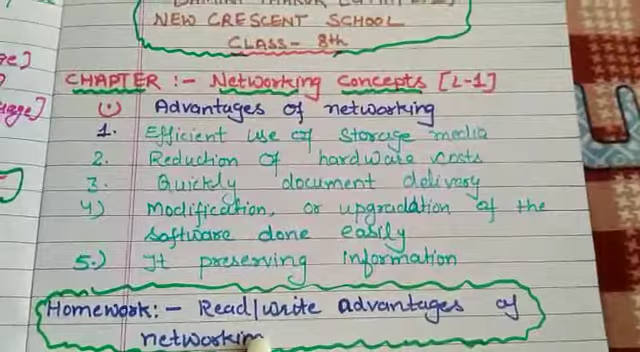 NEW CRESCENT SCHOOL
CLASS- 8th
CHAPTER :- Networking Concepts [L-1]
(i) Advantages of networking
1. Efficient use of storage media
2. Reduction of hardware costs
3. Quickly document delivery
4) Modification, or upgradation of the
software done easily
5.) It preserving information
Homework:- Read/write advantages of
networkin